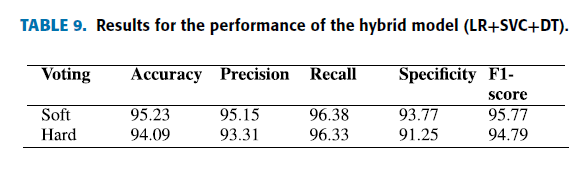 TABLE 9. Results for the performance of the hybrid model (LR+SVC+DT).
Voting Accuracy Precision Recall Specificity F1-
score
Soft 95.23 95.15 96.38 93.77 95.77
Hard 94.09 93.31 96.33 91.25 94.79